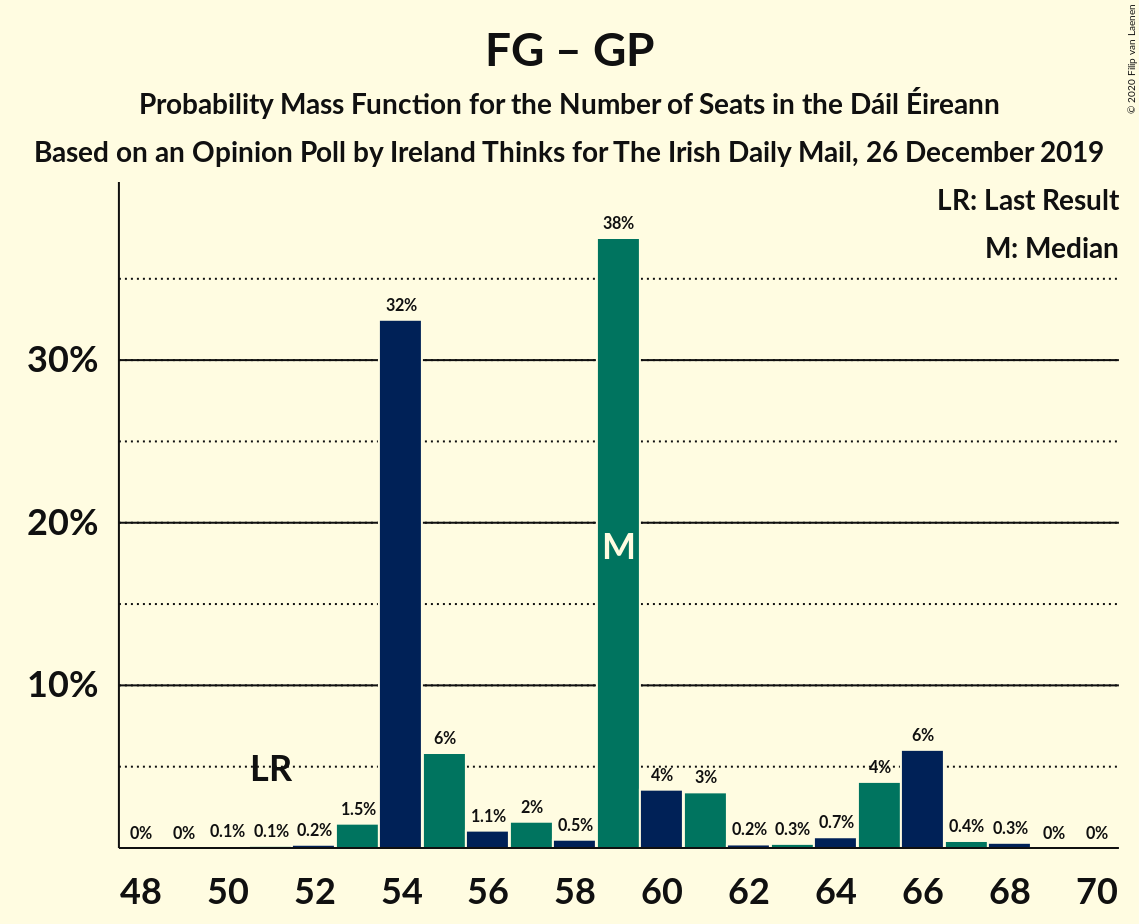 FG – GP
Probability Mass Function for the Number of Seats in the Dáil Éireann
Based on an Opinion Poll by Ireland Thinks for The Irish Daily Mail, 26 December 2019
© 2020 Filip van Laenen
LR: Last Result
M: Median
38%
32%
30%
20%
M
10%
6%
6%
LR
4%
3%
4%
0%
0%
0.1%
0.1%
0.2%
1.5%
1.1%
2%
0.5%
0.2%
0.3%
0.7%
0.4%
0.3%
0%
0%
48 50 52 54 56 58 60 62 64 66 68 70